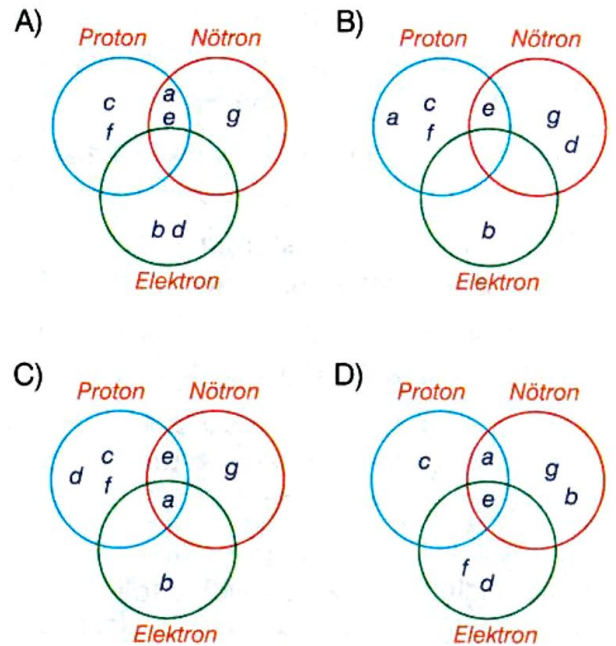 A)
Proton Nötron
c
f
a
e
g
b d
Elektron
B)
Proton Nötron
a
c
f
e
g
d
b
Elektron
C)
Proton Nötron
d
c
f
e
a
g
b
Elektron
D)
Proton Nötron
c
a
e
g
b
f
d
Elektron